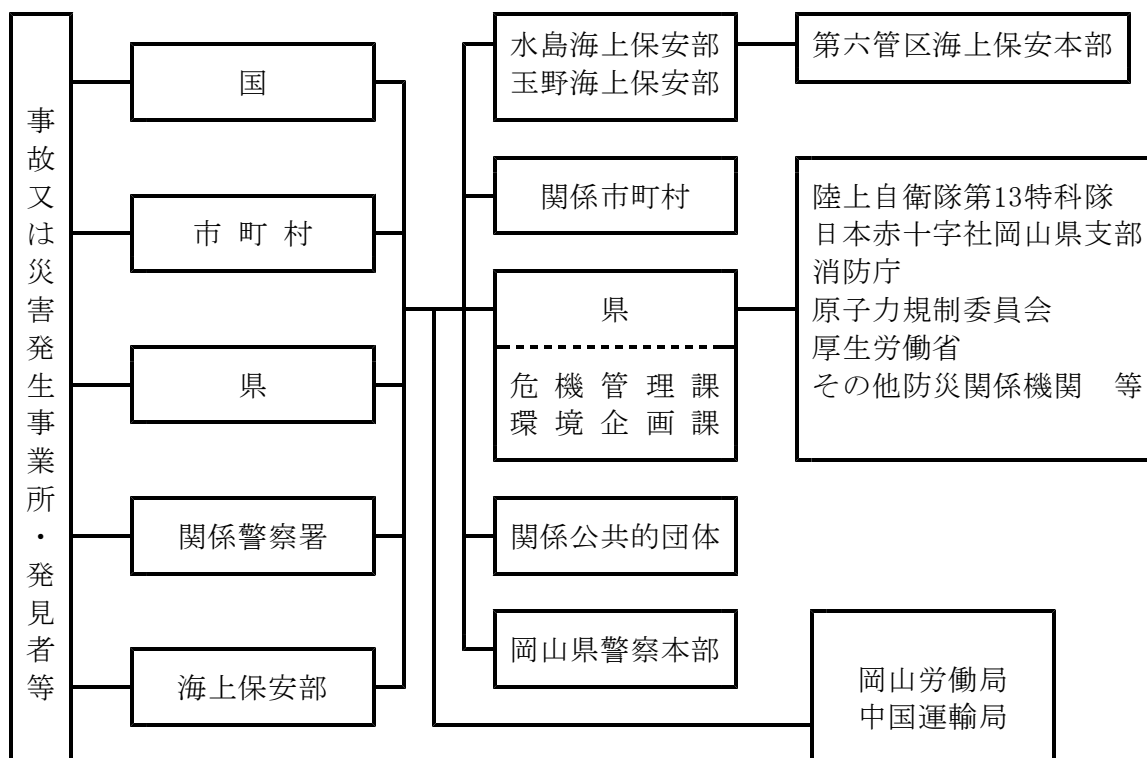 事故又は災害発生事業所・発見者等
国
市町村
県
関係警察署
海上保安部
水島海上保安部
玉野海上保安部
関係市町村
県
危機管理課
環境企画課
関係公共的団体
岡山県警察本部
第六管区海上保安本部
陸上自衛隊第13特科隊
日本赤十字社岡山県支部
消防庁
原子力規制委員会
厚生労働省
その他防災関係機関　等
岡山労働局
中国運輸局